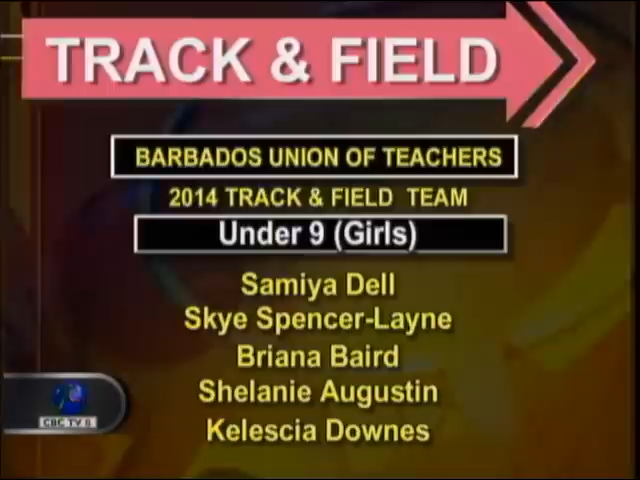 TRACK & FIELD
BARBADOS UNION OF TEACHERS
2014 TRACK & FIELD TEAM
Under 9 (Girls)
Samiya Dell
Skye Spencer-Layne
Briana Baird
Shelanie Augustin
Kelescia Downes
CBC TV 8